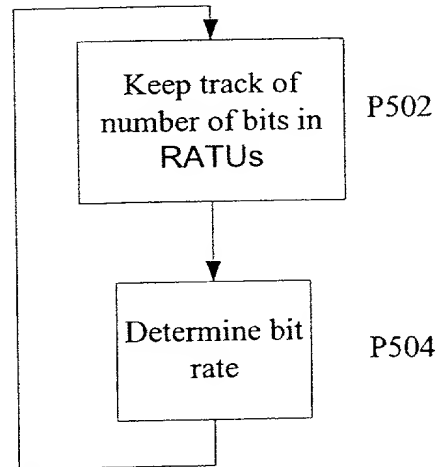 Keep track of
number of bits in
RATUs
P502
Determine bit
rate
P504